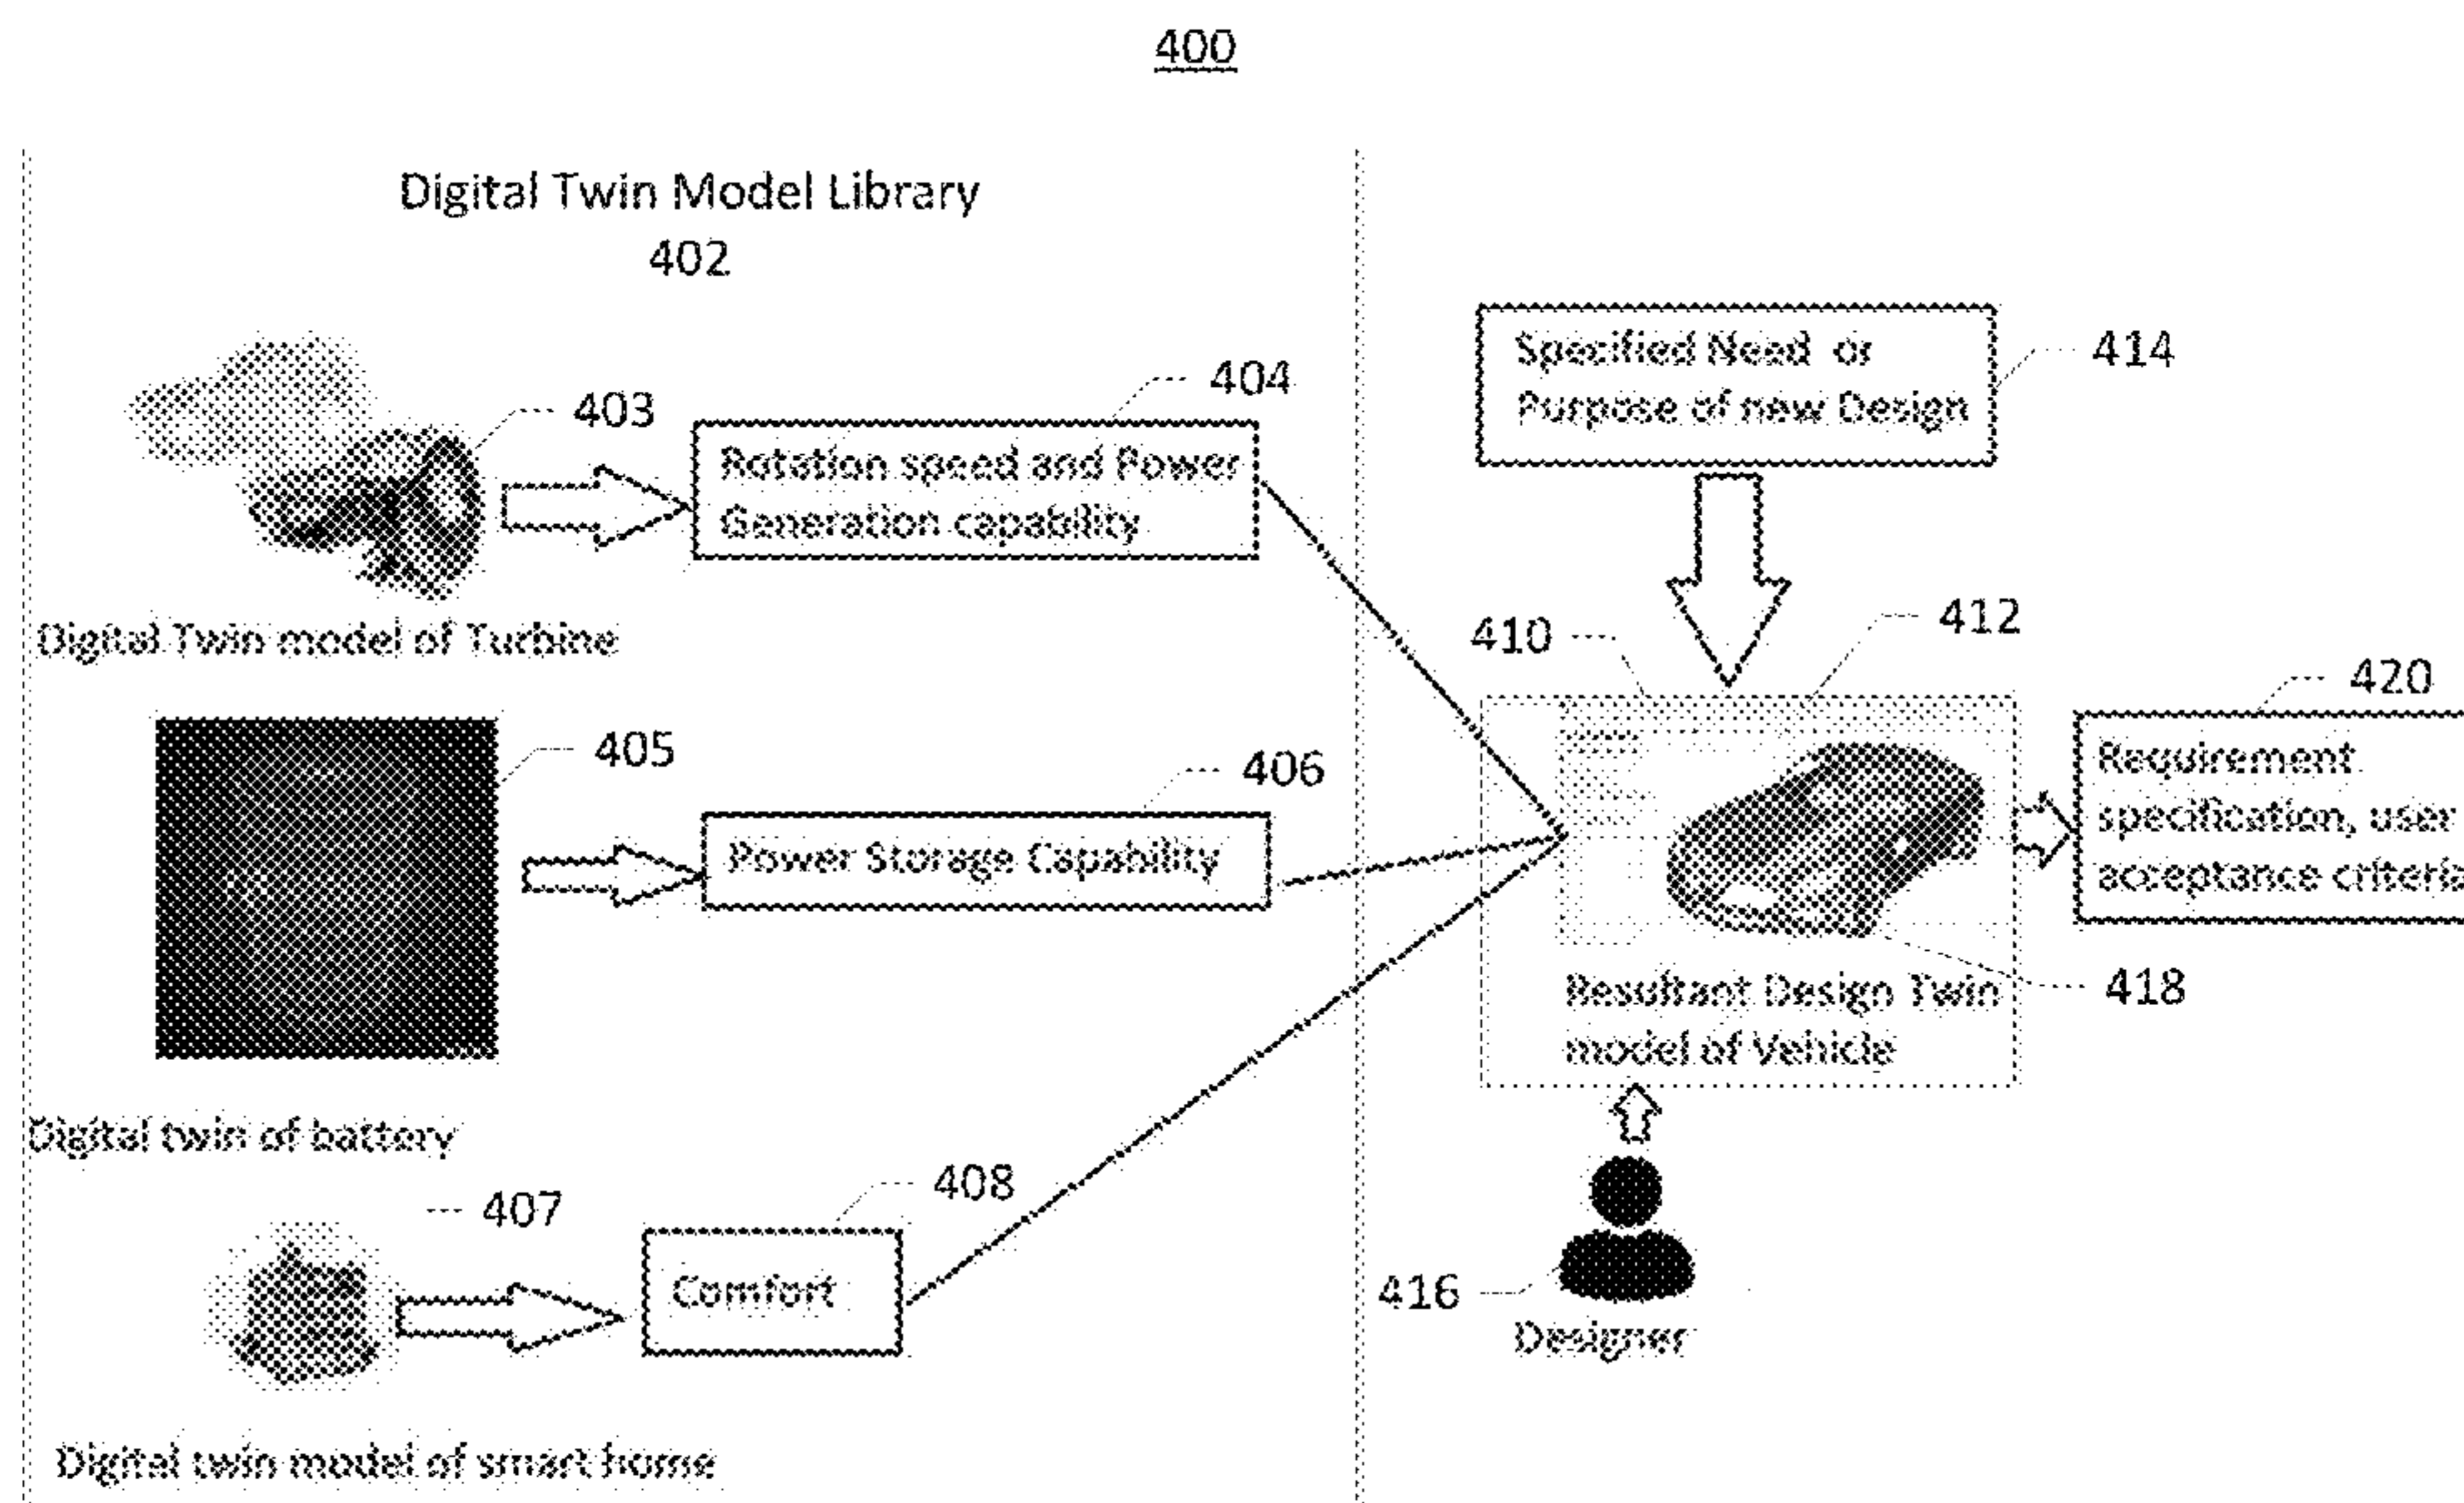 400
Digital Twin Model Library
402
403
404
Rotation speed and Power
Generation capability
Digital Twin model of Turbine
405
406
Power Storage Capability
Digital twin of battery
407
408
Comfort
Digital twin model of smart home
Specified Need or
Purpose of new Design
414
410
412
420
Requirement
specification, user
acceptance criteria
Resultant Design Twin
model of Vehicle
418
416
Designer